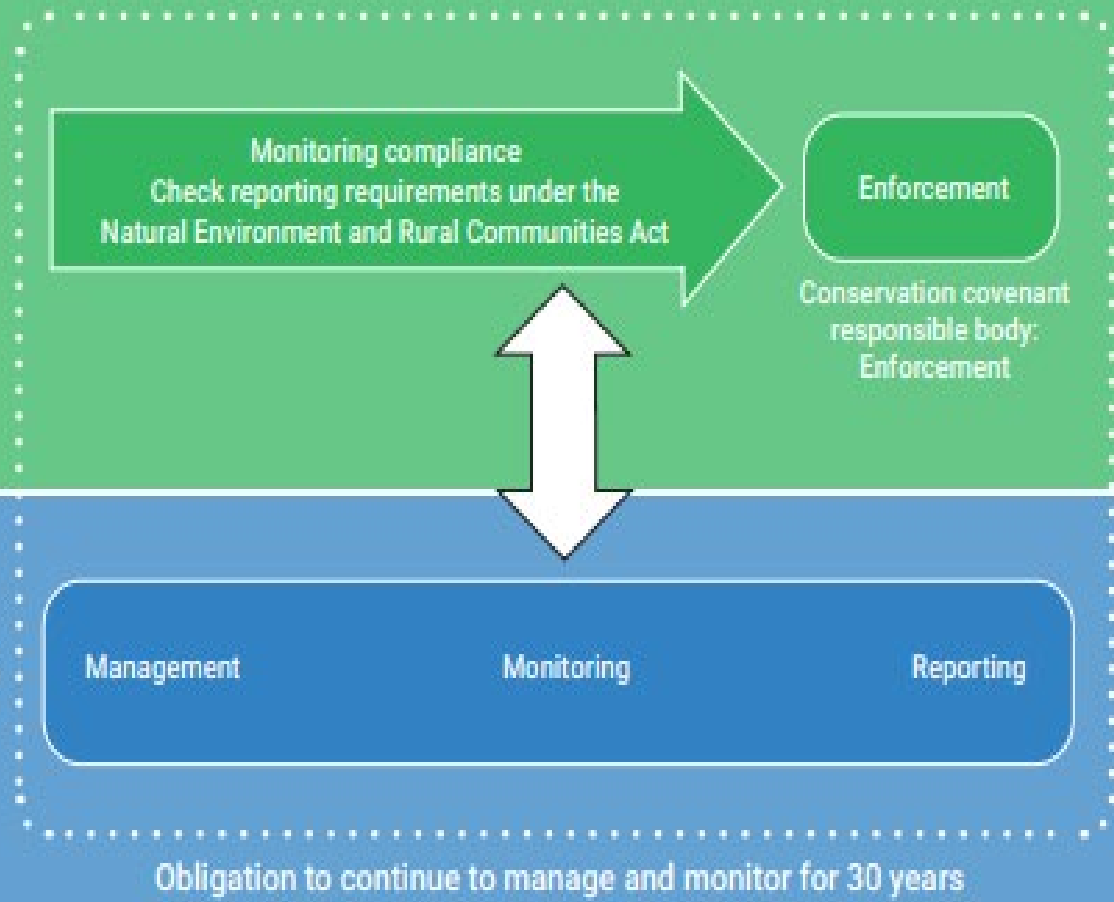 Monitoring compliance
Check reporting requirements under the
Natural Environment and Rural Communities Act
Enforcement
Conservation covenant
responsible body:
Enforcement
Management
Monitoring
Reporting
Obligation to continue to manage and monitor for 30 years